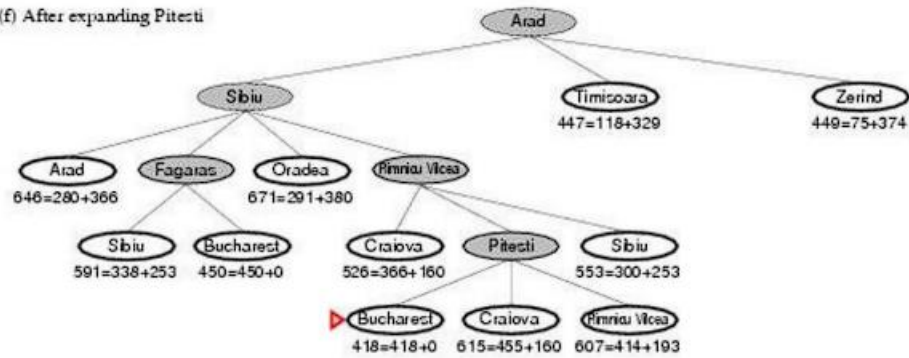 (f) After expanding Pitesti
Arad
Sibiu Timisoara Zerind
447=118+329 449=75+374
Arad Fagaras Oradea Rimnicu Vilcea
646=280+366 671=291+380
Sibiu Bucharest Craiova Pitesti Sibiu
591=338+253 450=450+0 526=366+160 553=300+253
Bucharest Craiova Rimnicu Vilcea
418=418+0 615=455+160 607=414+193